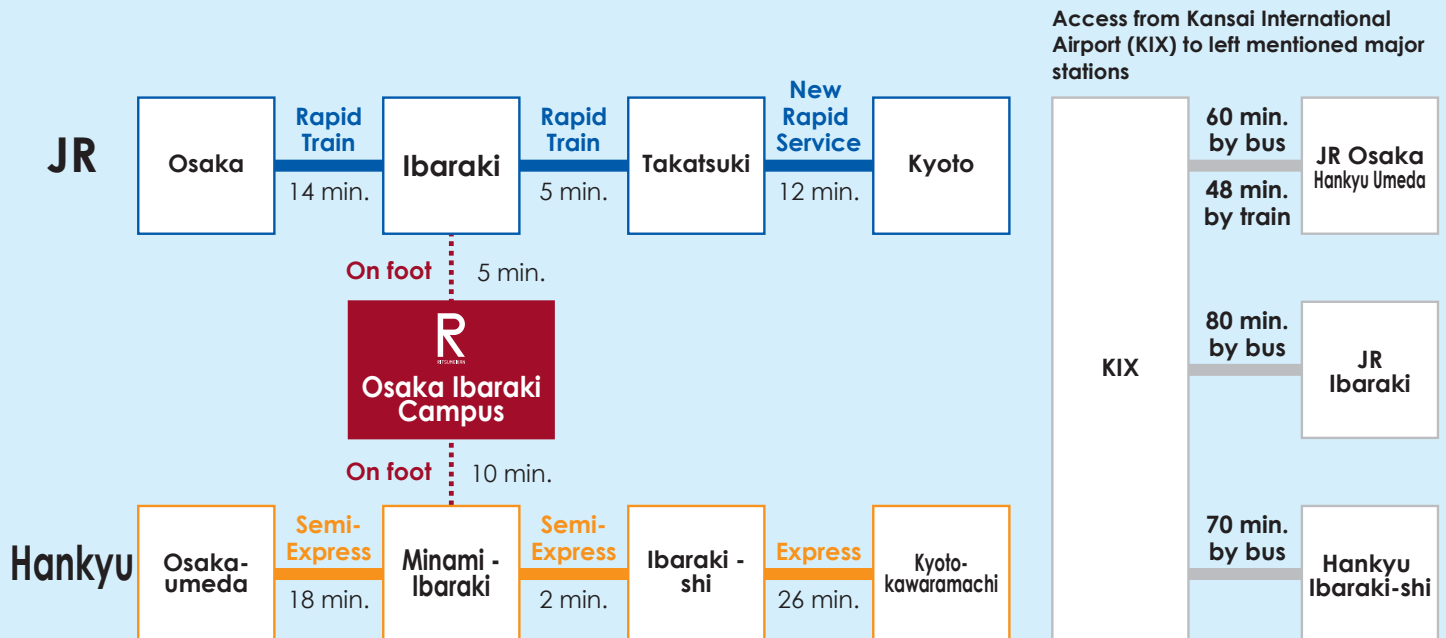 Access from Kansai International
Airport (KIX) to left mentioned major
stations
JR
Osaka
Rapid
Train
14 min.
Ibaraki
Rapid
Train
5 min.
Takatsuki
New
Rapid
Service
12 min.
Kyoto
On foot
5 min.
R
RITSUMEIKAN
Osaka Ibaraki
Campus
On foot
10 min.
Hankyu
Osaka-
umeda
Semi-
Express
18 min.
Minami -
Ibaraki
Semi-
Express
2 min.
Ibaraki -
shi
Express
26 min.
Kyoto-
kawaramachi
KIX
60 min.
by bus
48 min.
by train
JR Osaka
Hankyu Umeda
80 min.
by bus
JR
Ibaraki
70 min.
by bus
Hankyu
Ibaraki-shi